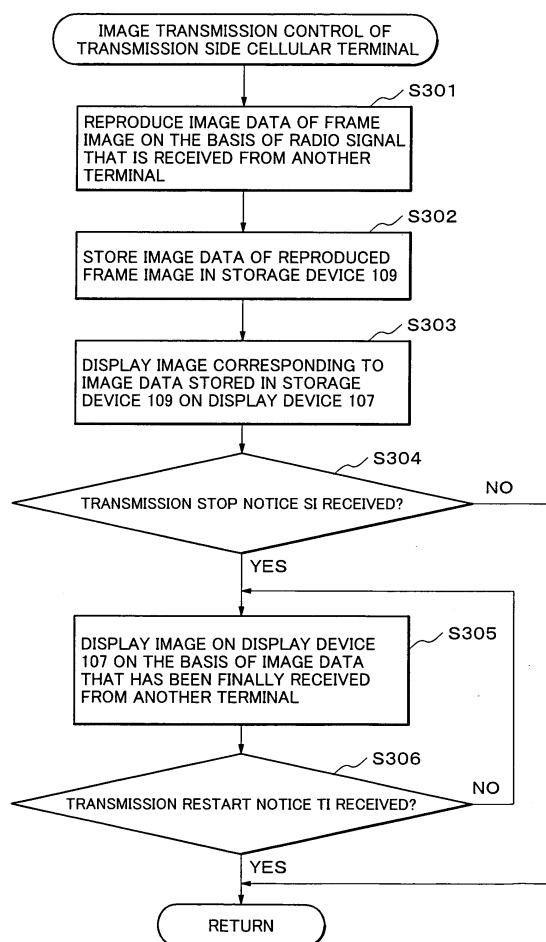 IMAGE TRANSMISSION CONTROL OF
TRANSMISSION SIDE CELLULAR TERMINAL
S301
REPRODUCE IMAGE DATA OF FRAME
IMAGE ON THE BASIS OF RADIO SIGNAL
THAT IS RECEIVED FROM ANOTHER
TERMINAL
S302
STORE IMAGE DATA OF REPRODUCED
FRAME IMAGE IN STORAGE DEVICE 109
S303
DISPLAY IMAGE CORRESPONDING TO
IMAGE DATA STORED IN STORAGE
DEVICE 109 ON DISPLAY DEVICE 107
S304
TRANSMISSION STOP NOTICE SI RECEIVED?
NO
YES
DISPLAY IMAGE ON DISPLAY DEVICE
107 ON THE BASIS OF IMAGE DATA
THAT HAS BEEN FINALLY RECEIVED
FROM ANOTHER TERMINAL
S305
S306
TRANSMISSION RESTART NOTICE TI RECEIVED?
NO
YES
RETURN